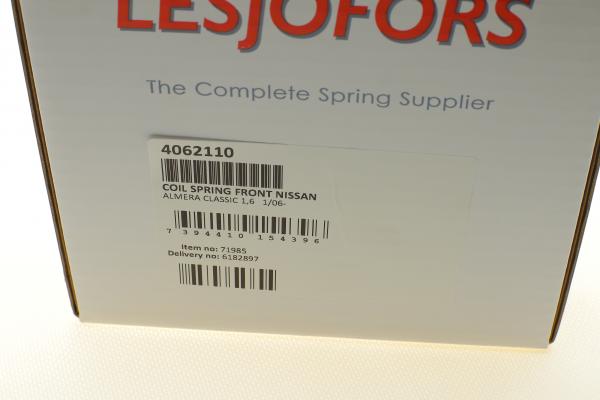 LESJÖFORS
The Complete Spring Supplier
4062110
COIL SPRING FRONT NISSAN
ALMERA CLASSIC 1,6 1/06-
7 394410 154396
Item no: 71985
Delivery no: 6182897